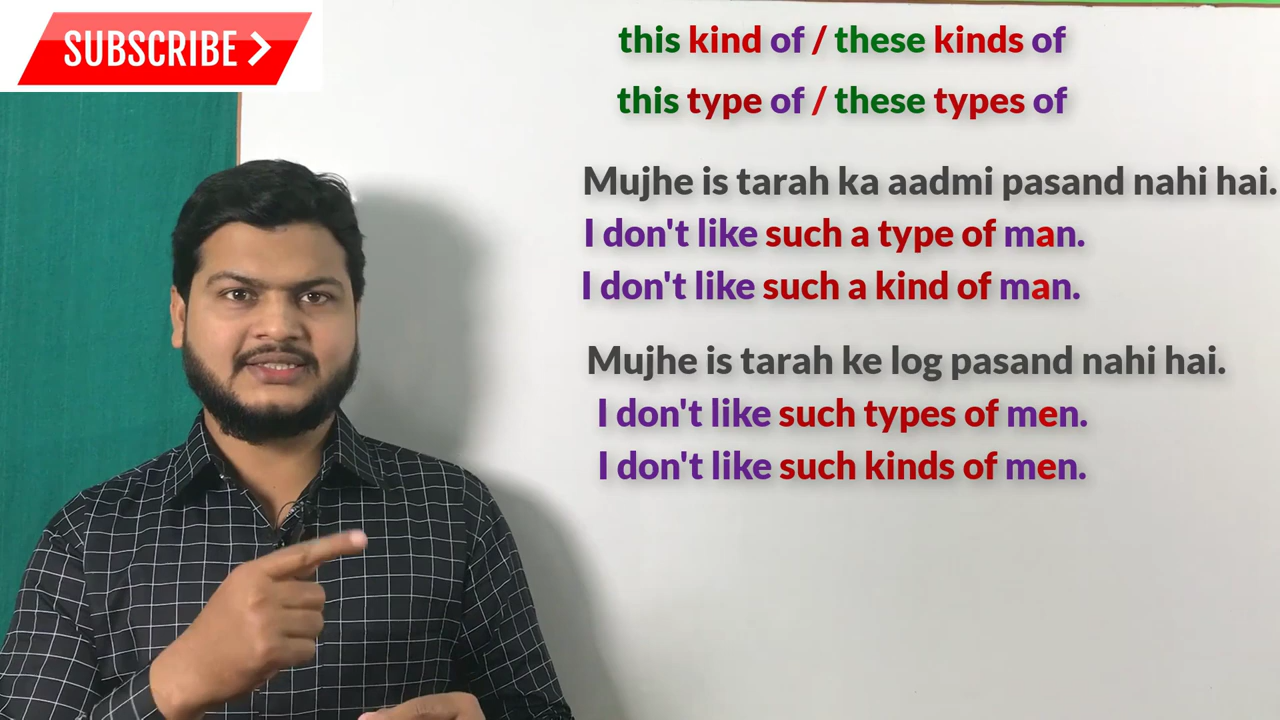 SUBSCRIBE
this kind of / these kinds of
this type of / these types of
Mujhe is tarah ka aadmi pasand nahi hai.
I don't like such a type of man.
I don't like such a kind of man.
Mujhe is tarah ke log pasand nahi hai.
I don't like such types of men.
I don't like such kinds of men.